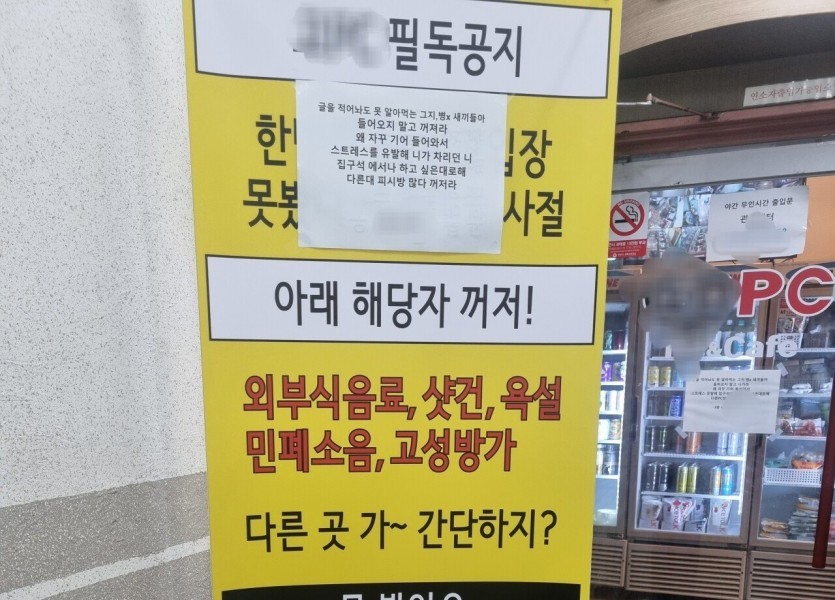 필독공지
글을 적어놔도 못 알아먹는 그지,병x 새끼들아
들어오지 말고 꺼져라
왜 자꾸 기어 들어와서
스트레스를 유발해 니가 차리던 니
집구석 에서나 하고 싶은대로해
다른대 피시방 많다 꺼저라
한
입장
못봤
사절
아래 해당자 꺼저!
외부식음료, 샷건, 욕설
민폐소음, 고성방가
다른 곳 가~ 간단하지?
야간 무인시간 출입문
PC